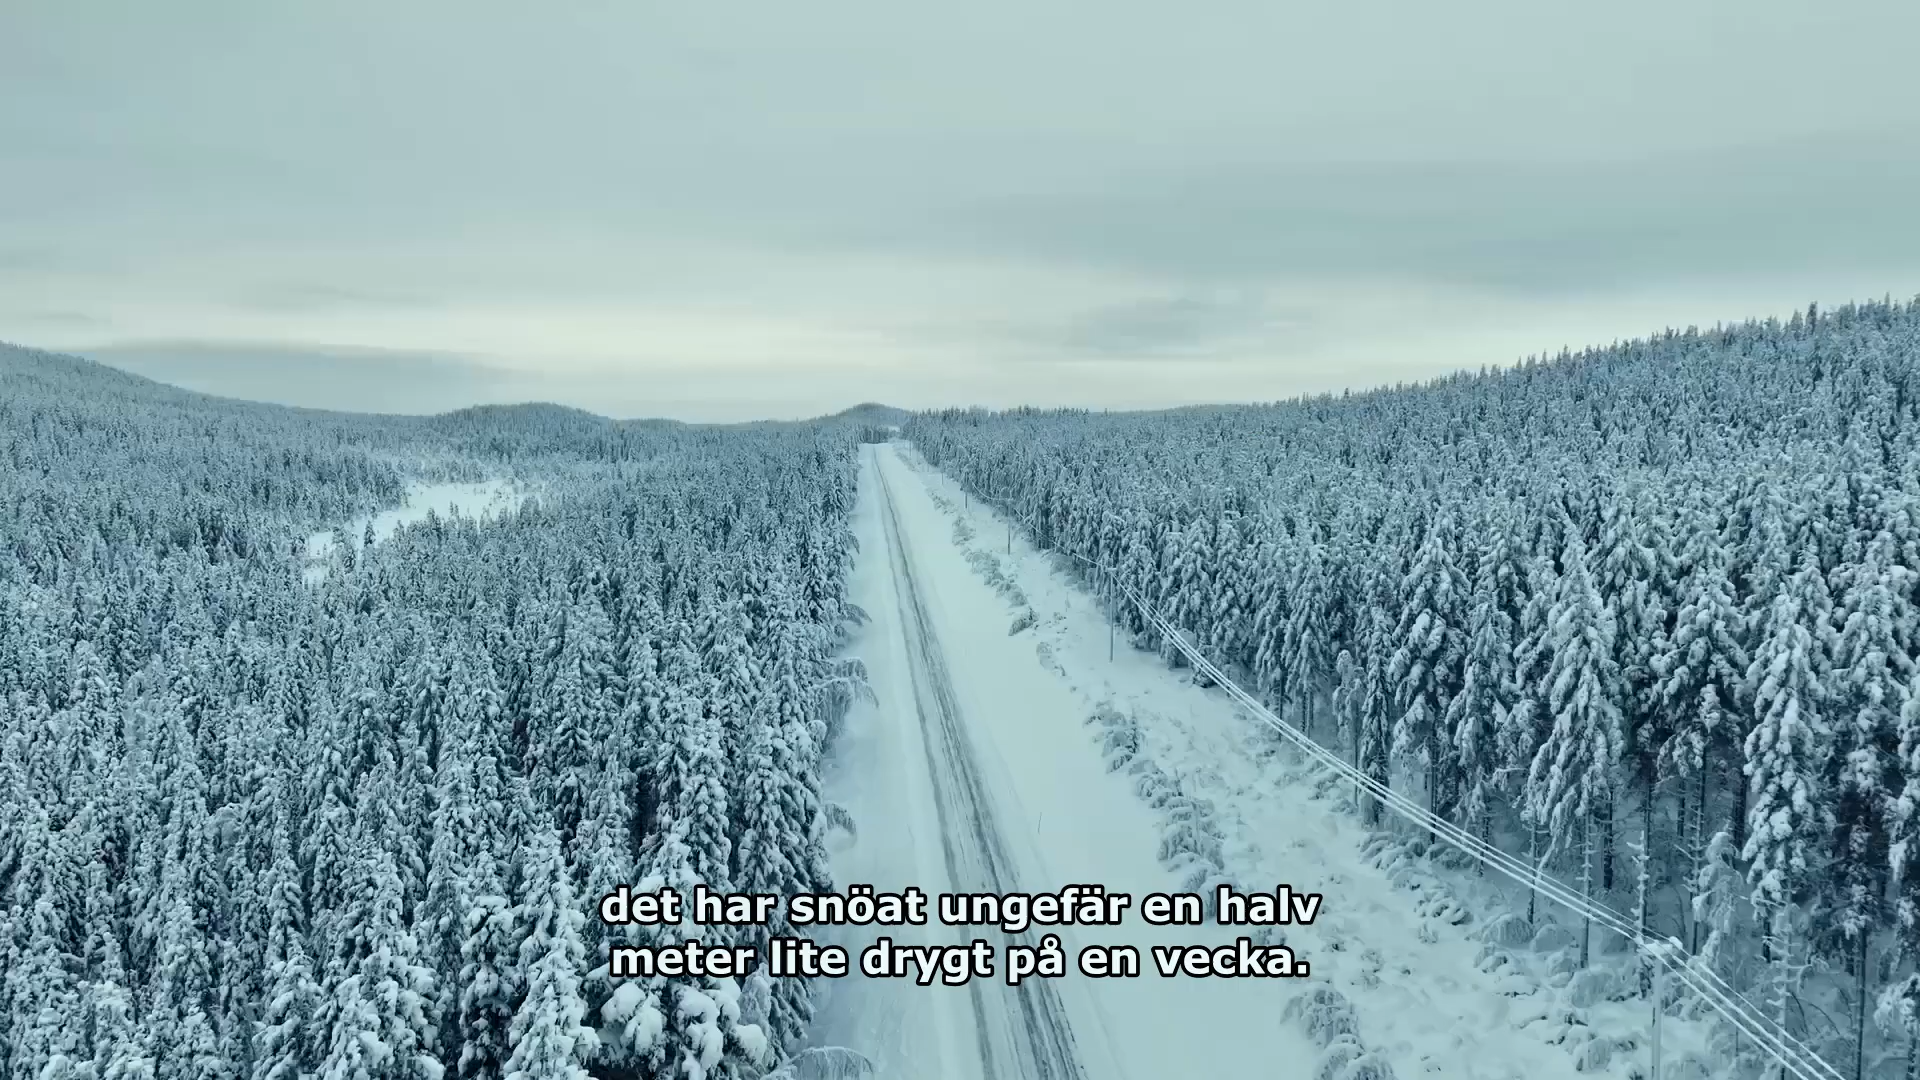 det har snöat ungefär en halv
meter lite drygt på en vecka.